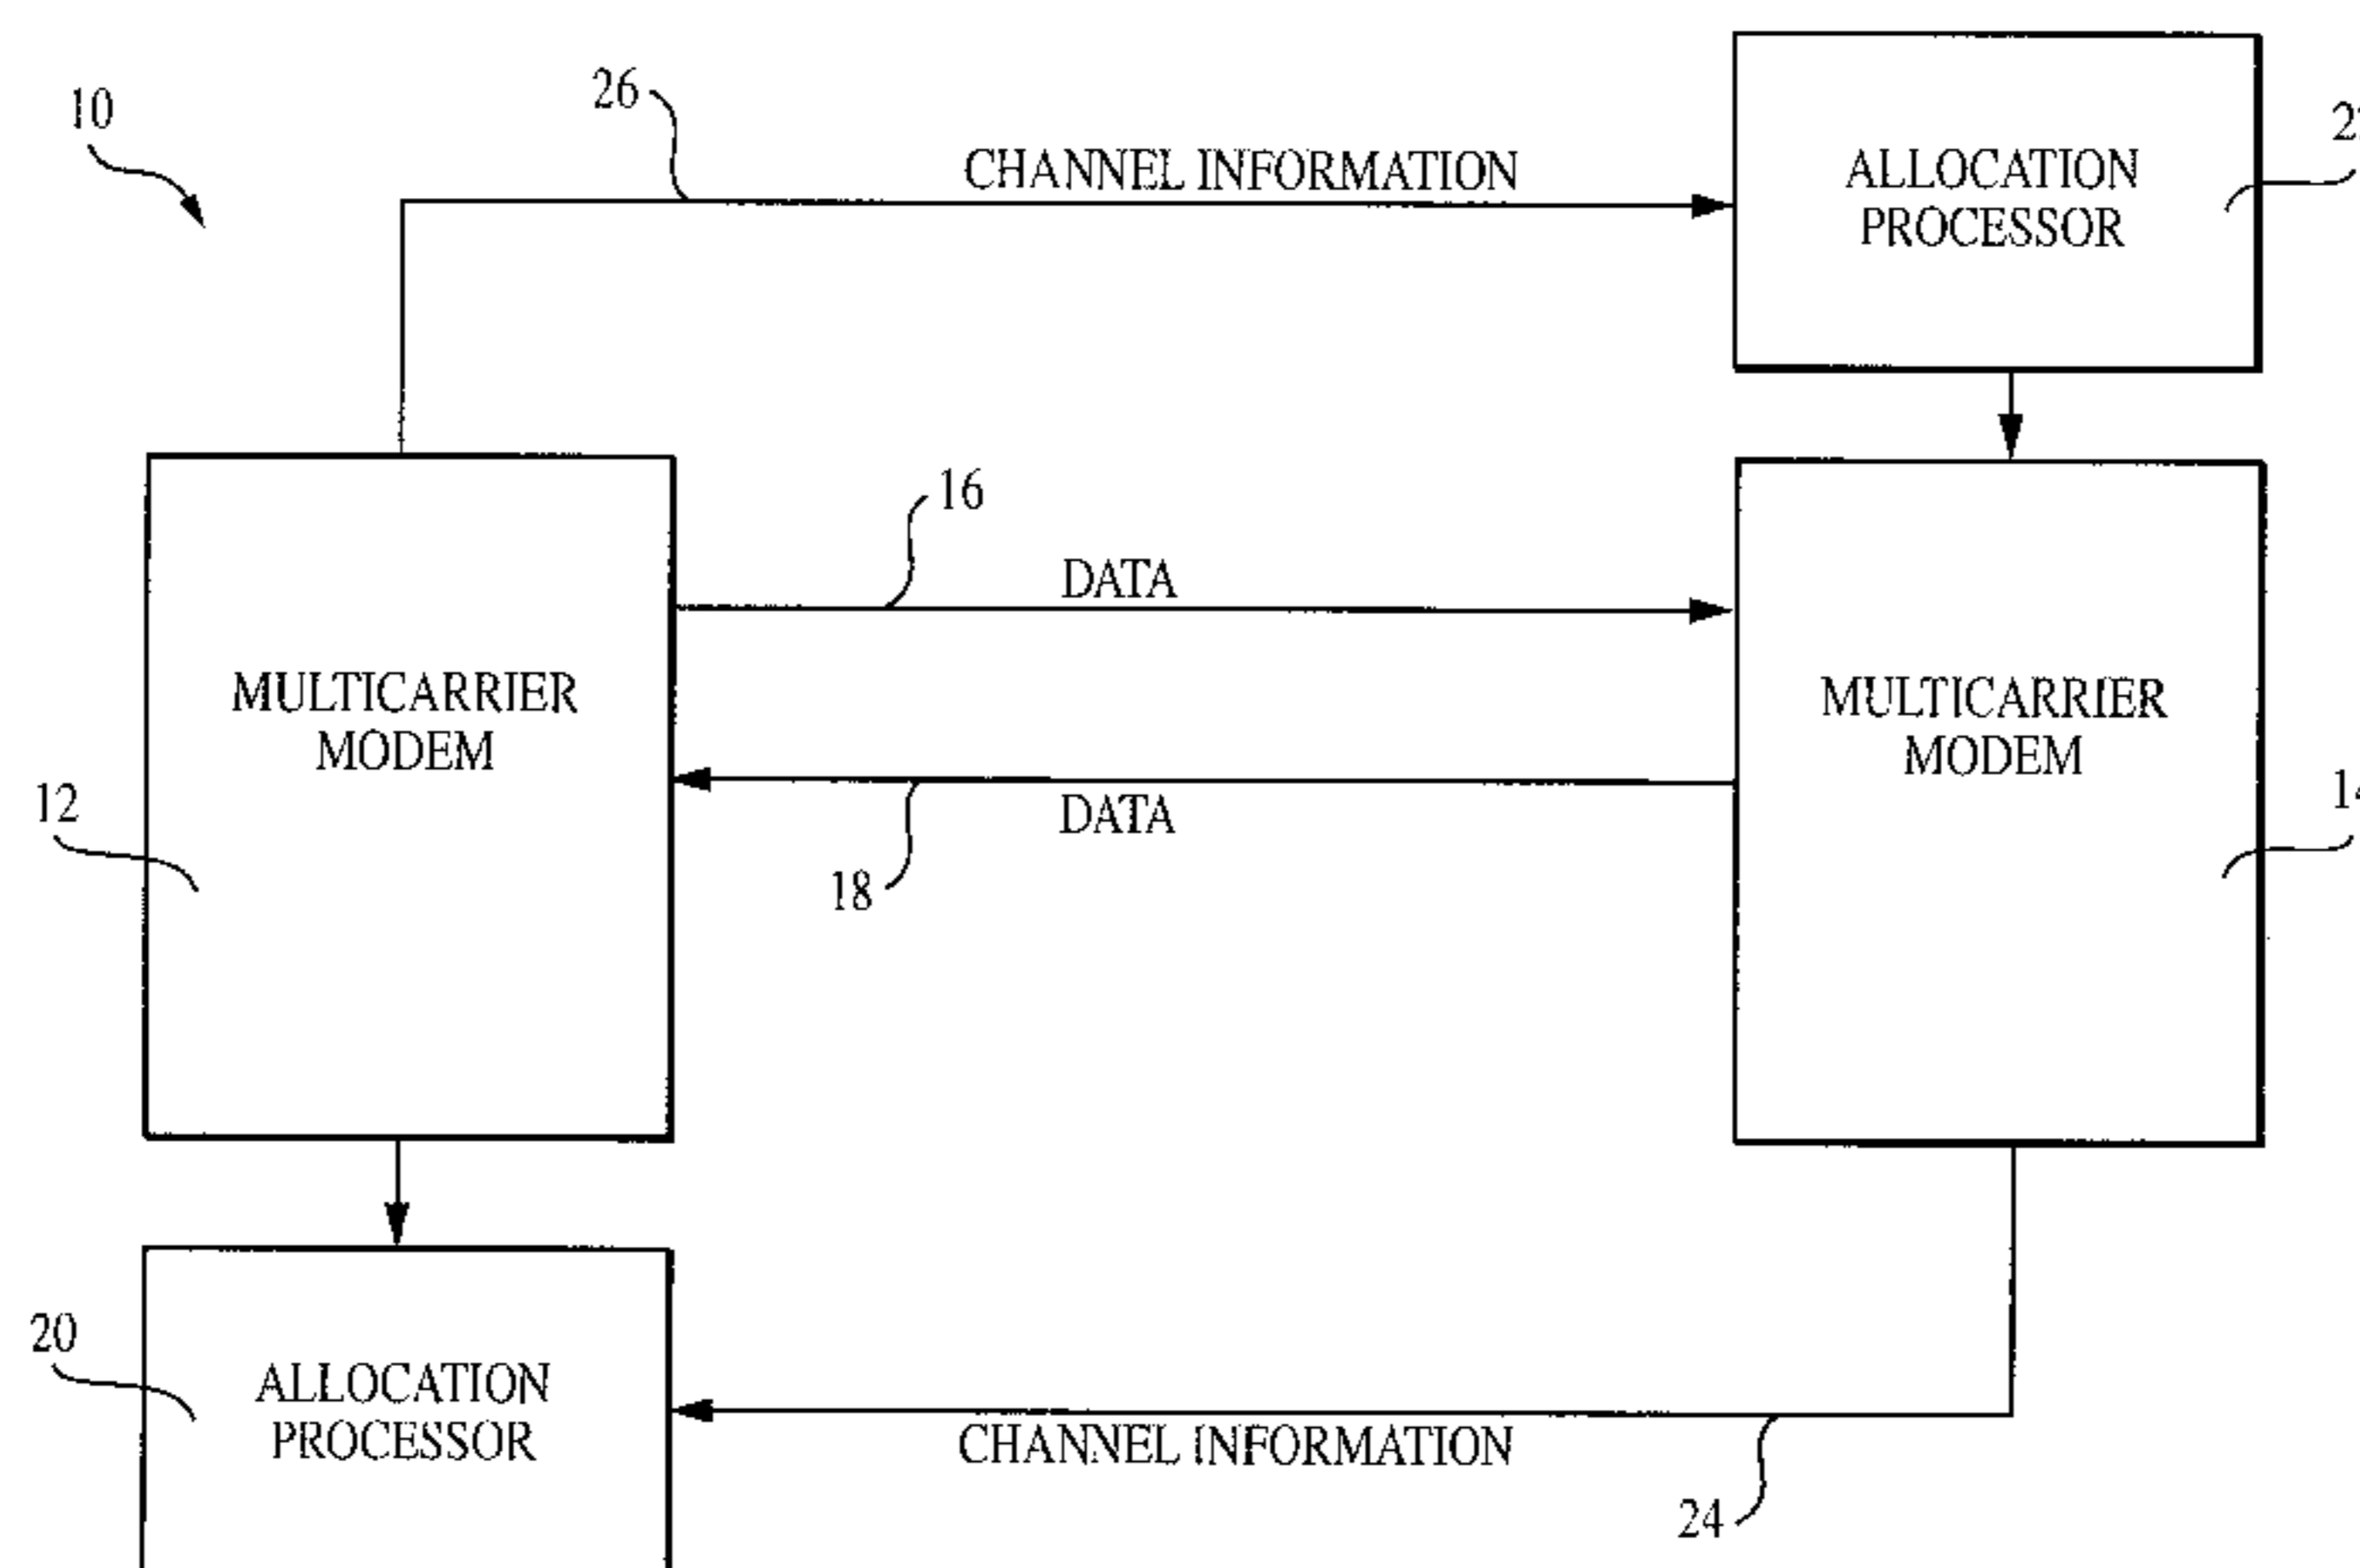 10
26
CHANNEL INFORMATION
ALLOCATION
PROCESSOR
16
DATA
MULTICARRIER
MODEM
MULTICARRIER
MODEM
12
DATA
18
20
ALLOCATION
PROCESSOR
CHANNEL INFORMATION
24